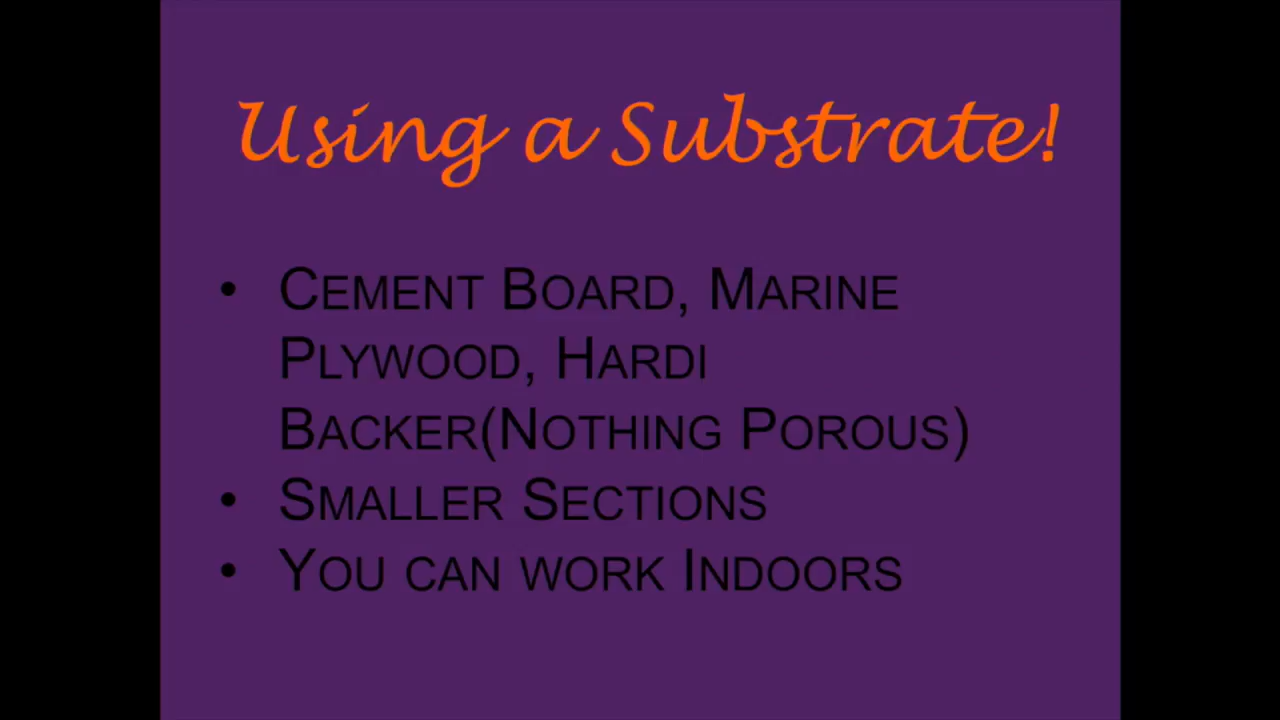 Using a Substrate!
• Cement Board, Marine
Plywood, Hardi
Backer(Nothing Porous)
• Smaller Sections
• You can work Indoors